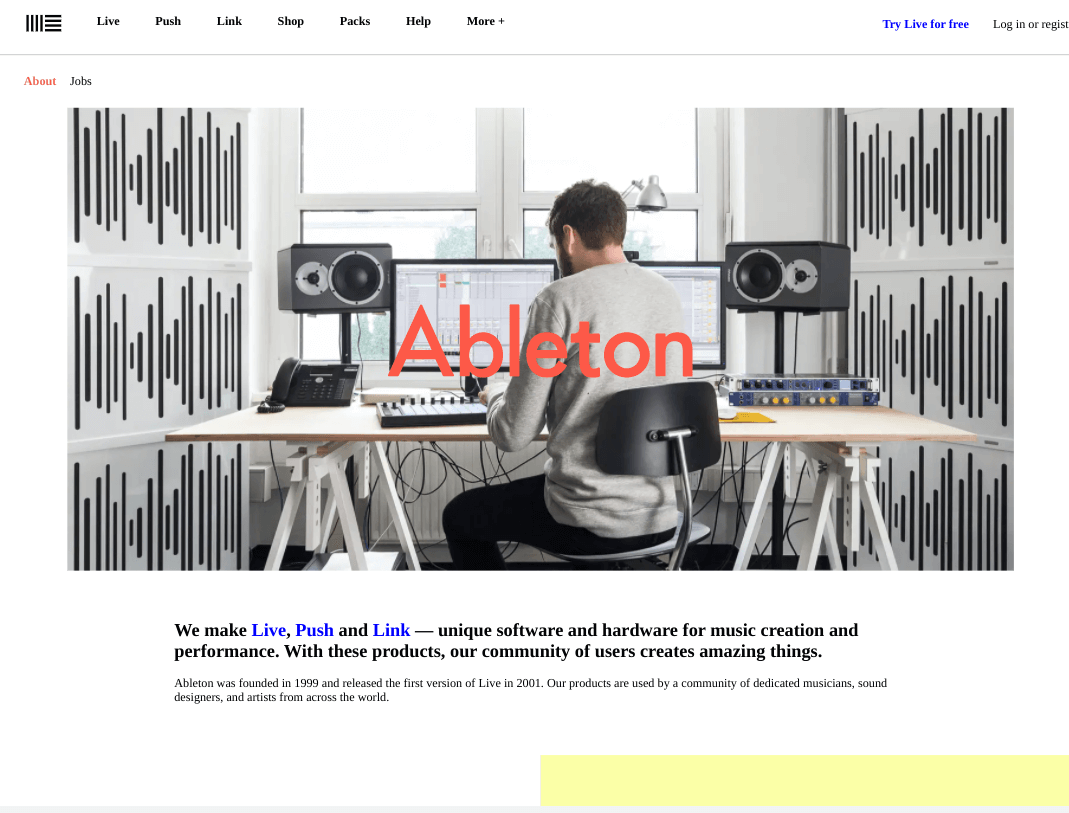 Live Push Link Shop Packs Help More + Try Live for free Log in or regist
About Jobs
Ableton
We make Live, Push and Link — unique software and hardware for music creation and
performance. With these products, our community of users creates amazing things.
Ableton was founded in 1999 and released the first version of Live in 2001. Our products are used by a community of dedicated musicians, sound
designers, and artists from across the world.